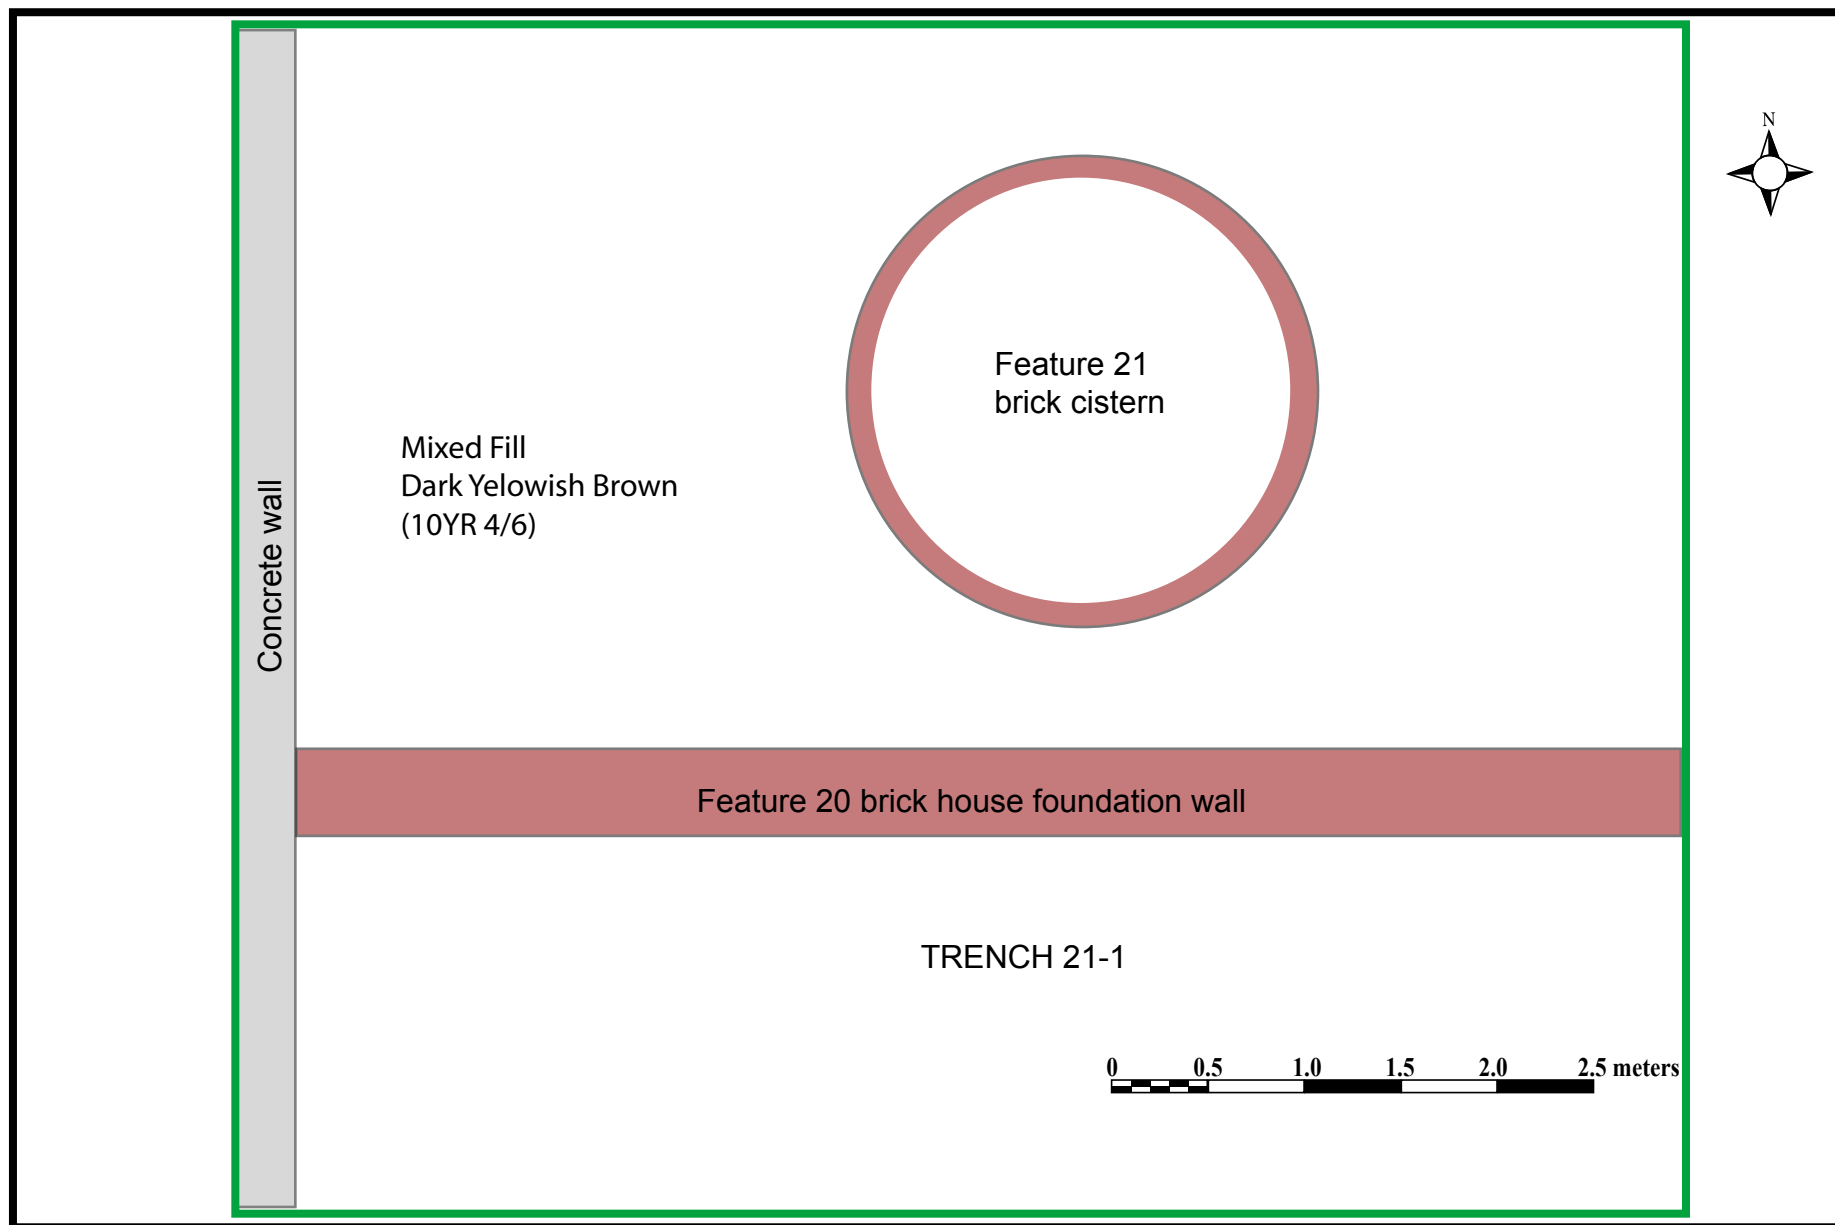 N
Feature 21
brick cistern
Mixed Fill
Dark Yelowish Brown
(10YR 4/6)
Concrete wall
Feature 20 brick house foundation wall
TRENCH 21-1
0 0.5 1.0 1.5 2.0 2.5 meters